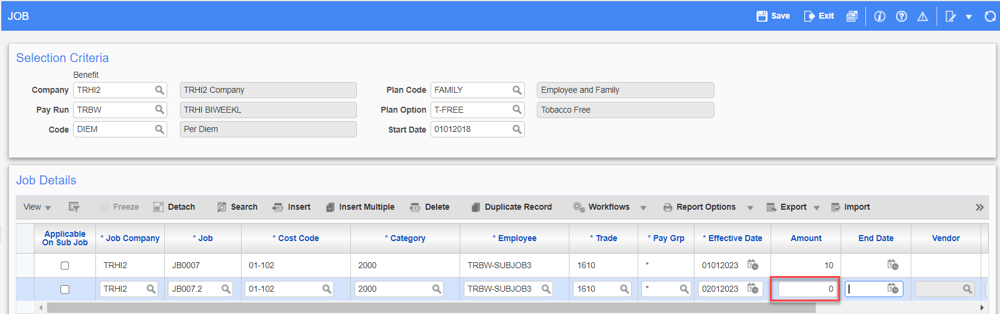 JOB Save Exit
Selection Criteria
Benefit
Company TRHI2 TRHI2 Company Plan Code FAMILY Employee and Family
Pay Run TRBW TRHI BIWEEKL Plan Option T-FREE Tobacco Free
Code DIEM Per Diem Start Date 01012018
Job Details
View Freeze Detach Search Insert Insert Multiple Delete Duplicate Record Workflows Report Options Export Import
Applicable On Sub Job * Job Company * Job * Cost Code * Category * Employee * Trade * Pay Grp * Effective Date Amount End Date Vendor
TRHI2 JB0007 01-102 2000 TRBW-SUBJOB3 1610 * 01012023 10
TRHI2 JB007.2 01-102 2000 TRBW-SUBJOB3 1610 * 02012023 0